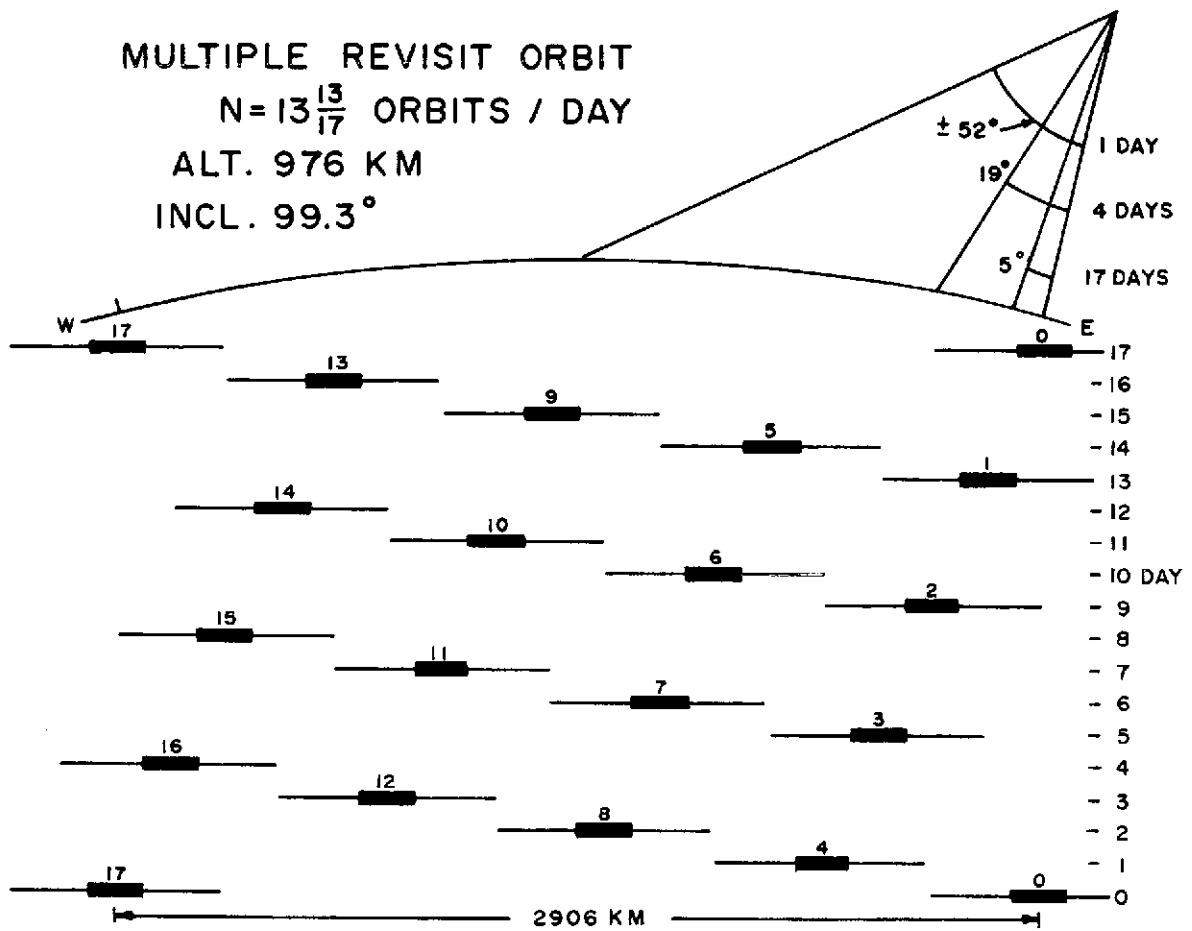 MULTIPLE REVISIT ORBIT
N=13 13/17 ORBITS / DAY
ALT. 976 KM
INCL. 99.3°
± 52°
1 DAY
19°
4 DAYS
5°
17 DAYS
W
E
17 0 17
13 16
9 15
5 14
1 13
14 12
10 11
6 10 DAY
2 9
15 8
11 7
7 6
3 5
16 4
12 3
8 2
4 1
17 0 0
2906 KM